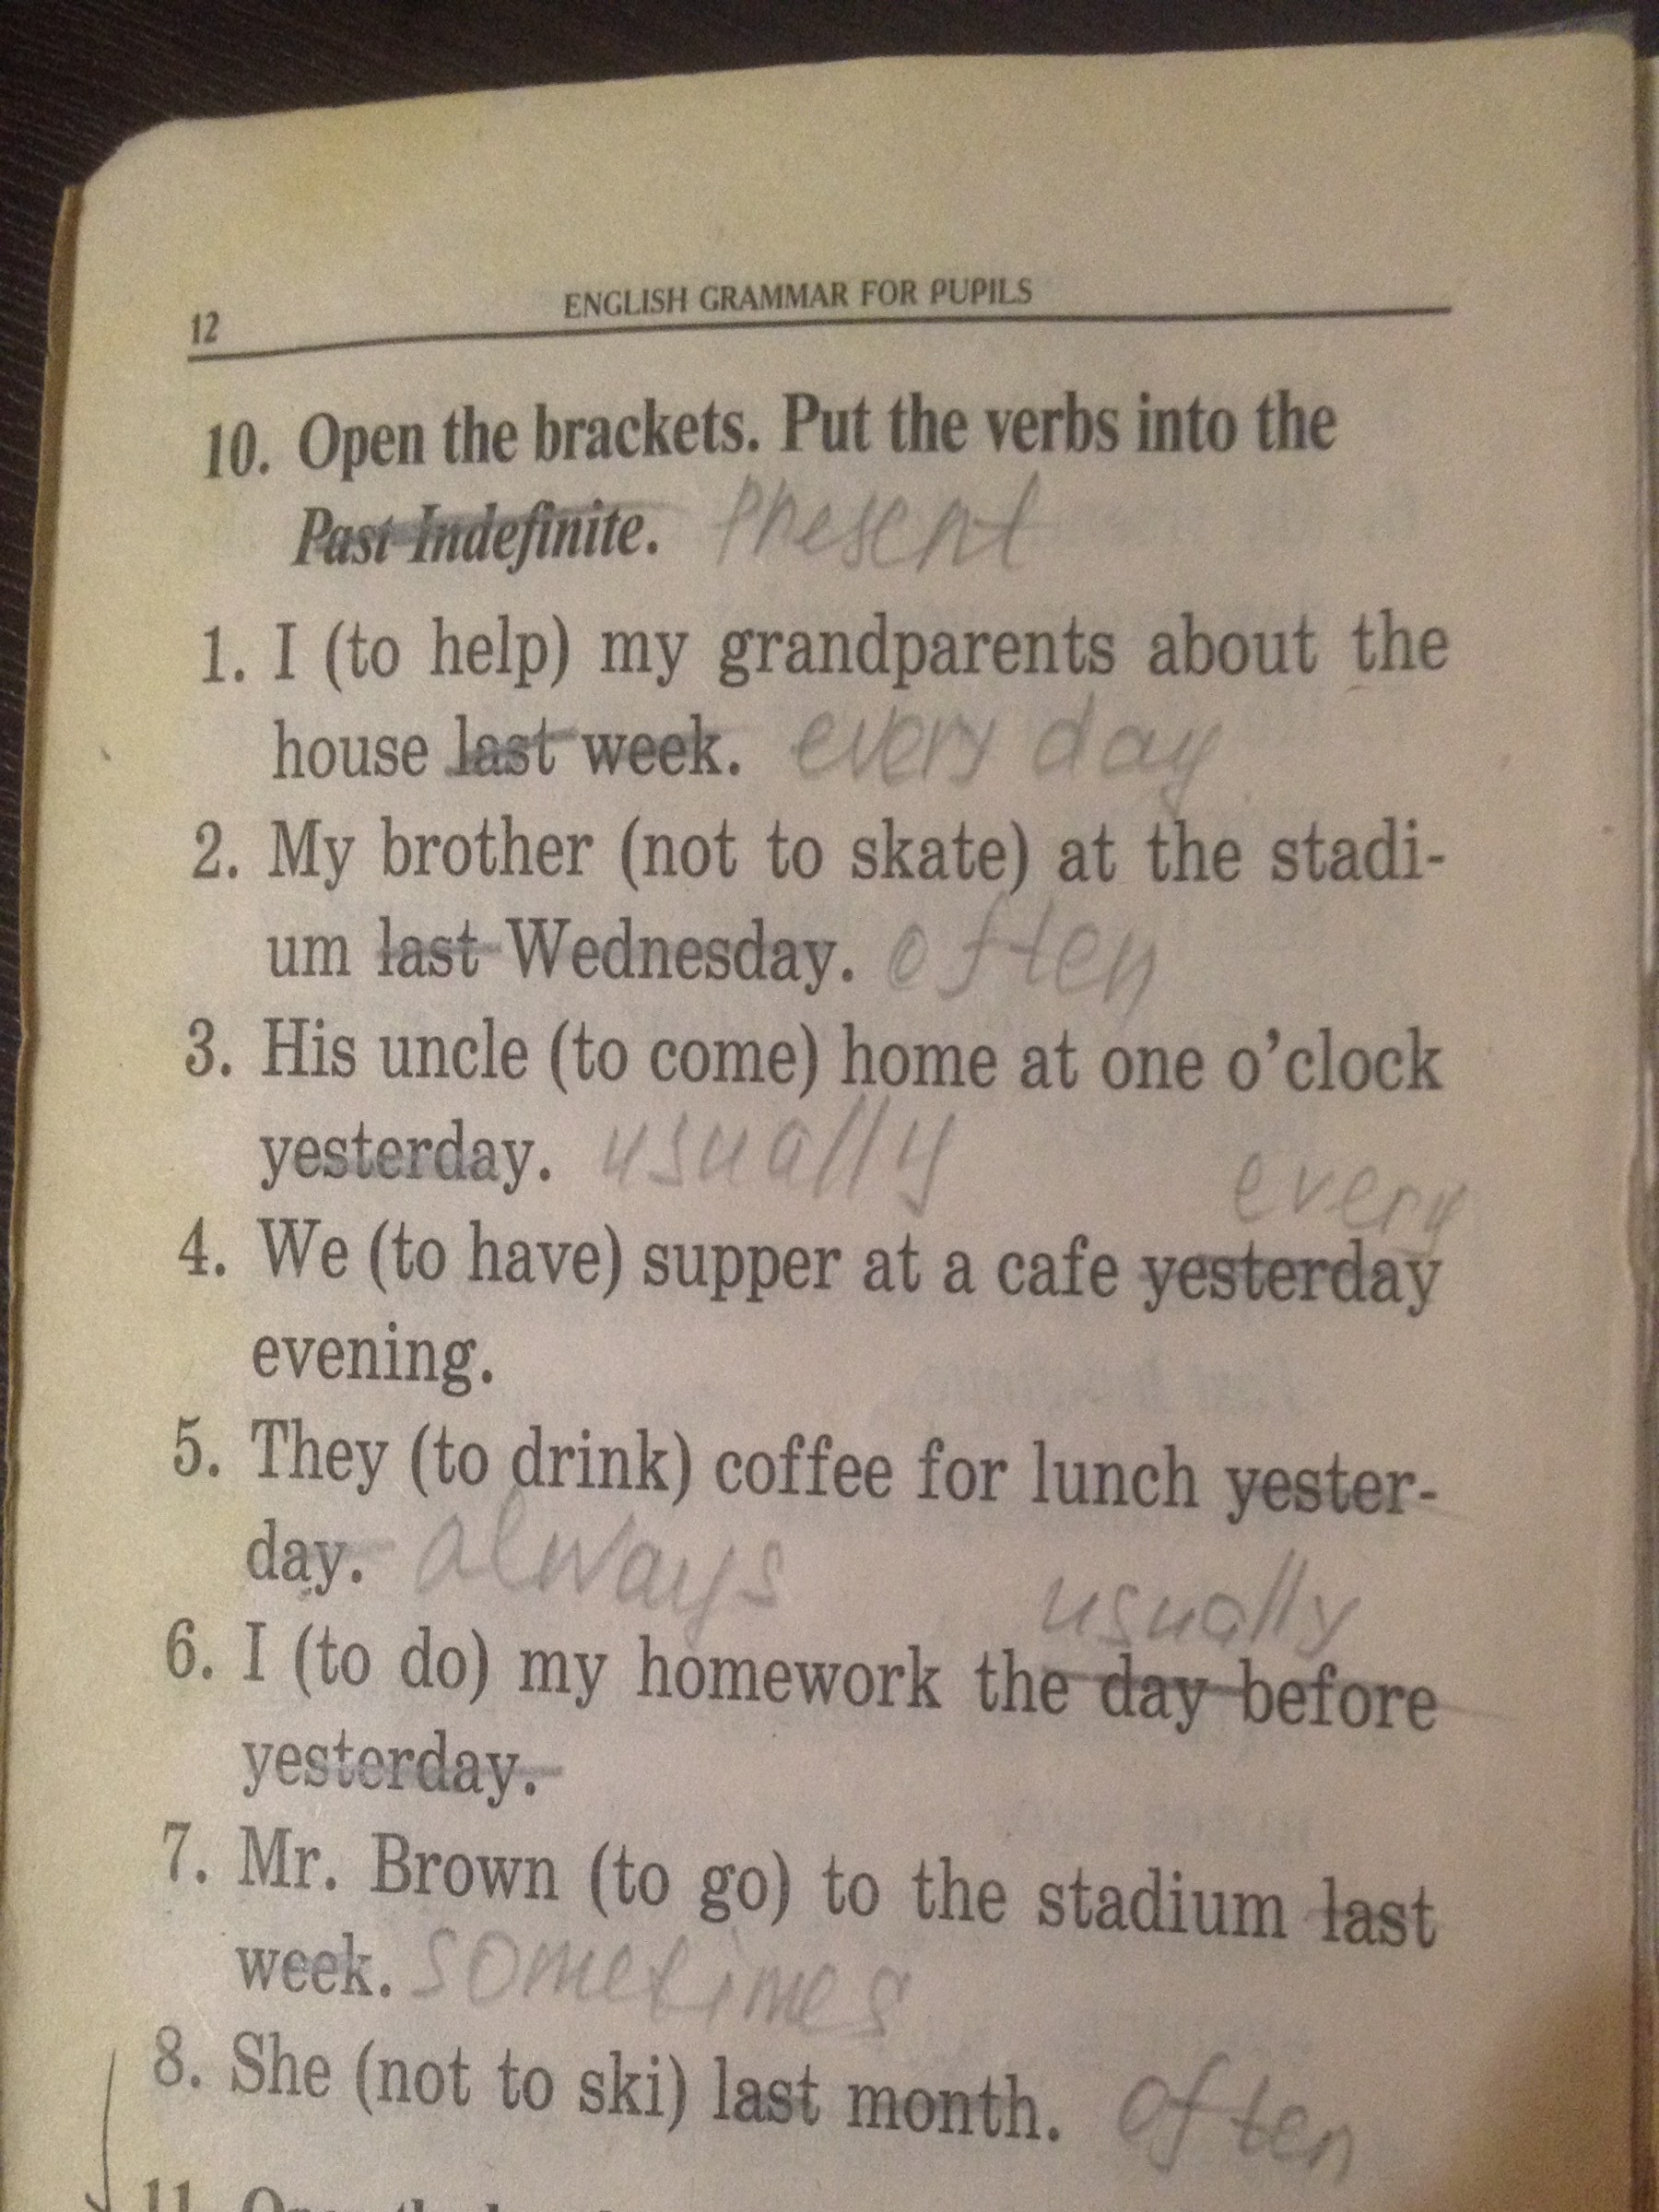 12 ENGLISH GRAMMAR FOR PUPILS
10. Open the brackets. Put the verbs into the
Past Indefinite. Present
1. I (to help) my grandparents about the
house last week. every day
2. My brother (not to skate) at the stadi-
um last Wednesday. often
3. His uncle (to come) home at one o'clock
yesterday. usually
every
4. We (to have) supper at a cafe yesterday
evening.
5. They (to drink) coffee for lunch yester-
day. always
usually
6. I (to do) my homework the day before
yesterday.
7. Mr. Brown (to go) to the stadium last
week. sometimes
8. She (not to ski) last month. often
11. Open